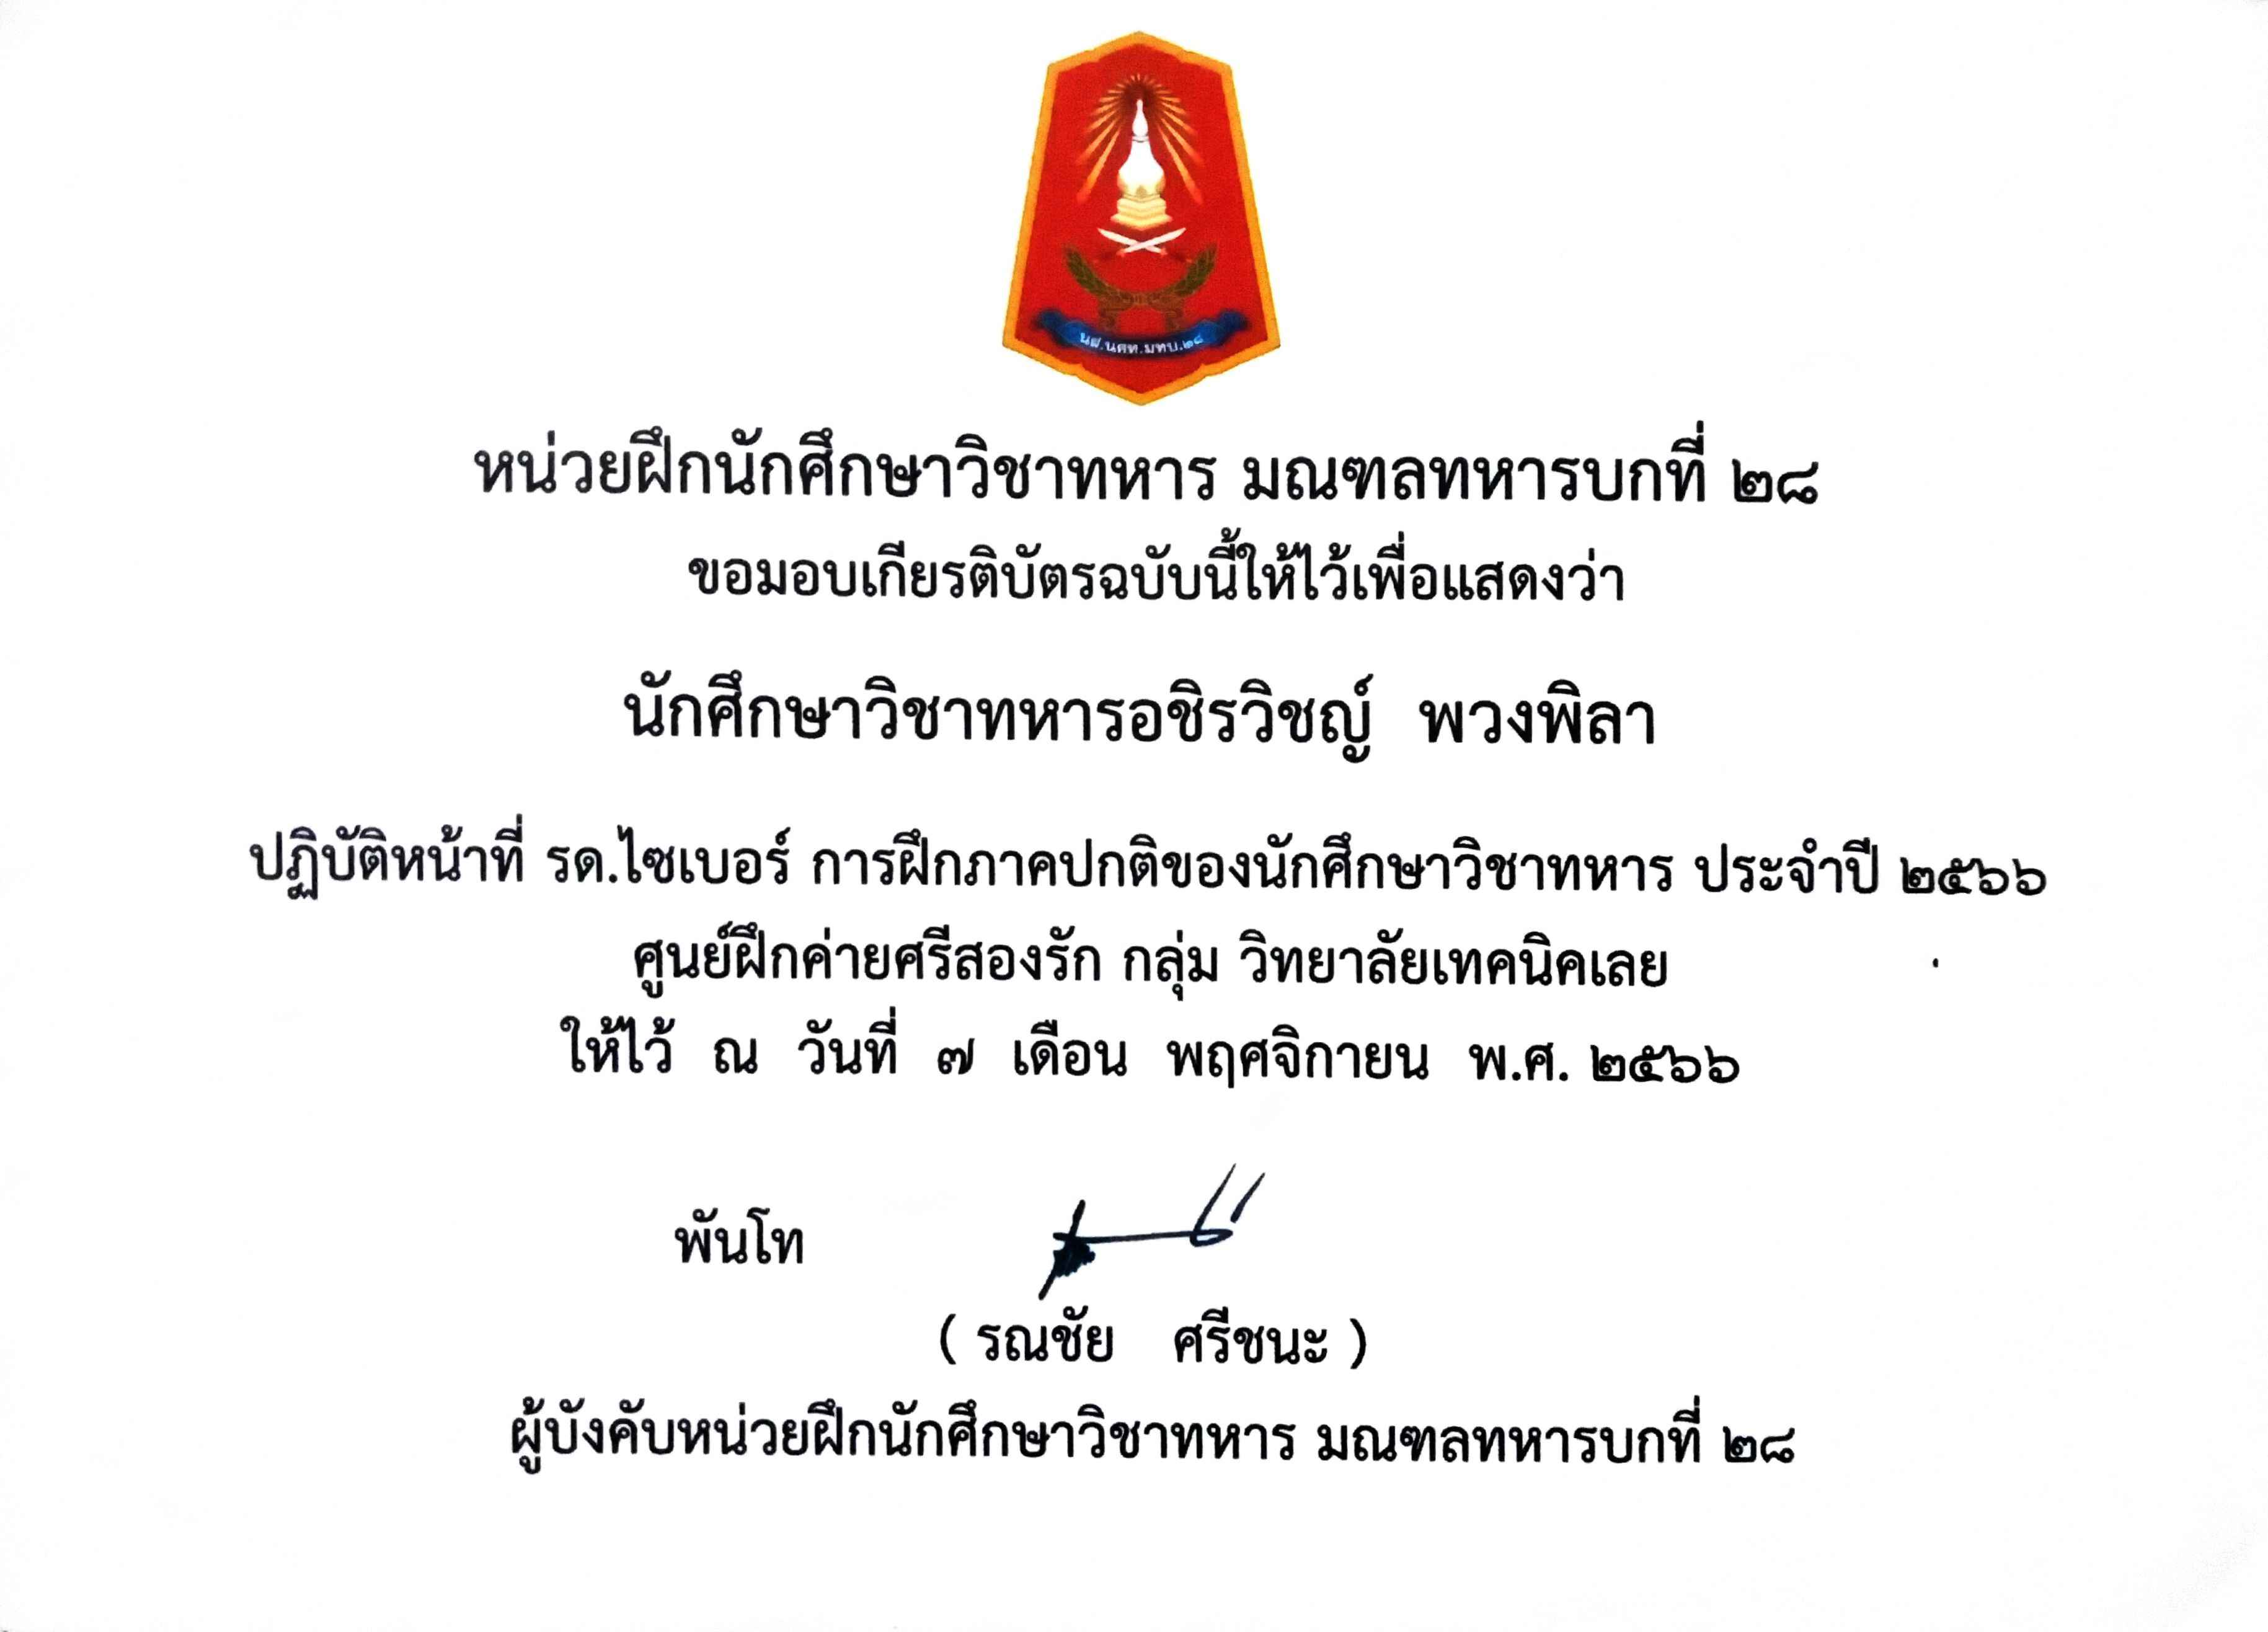 นฝ.นศท.มทบ.๒๘
หน่วยฝึกนักศึกษาวิชาทหาร มณฑลทหารบกที่ ๒๘
ขอมอบเกียรติบัตรฉบับนี้ให้ไว้เพื่อแสดงว่า
นักศึกษาวิชาทหารอชิรวิชญ์ พวงพิลา
ปฏิบัติหน้าที่ รด.ไซเบอร์ การฝึกภาคปกติของนักศึกษาวิชาทหาร ประจำปี ๒๕๖๖
ศูนย์ฝึกค่ายศรีสองรัก กลุ่ม วิทยาลัยเทคนิคเลย
ให้ไว้ ณ วันที่ ๗ เดือน พฤศจิกายน พ.ศ. ๒๕๖๖
พันโท
( รณชัย ศรีชนะ )
ผู้บังคับหน่วยฝึกนักศึกษาวิชาทหาร มณฑลทหารบกที่ ๒๘